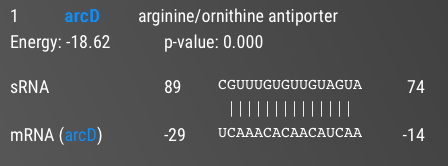 1 arcD arginine/ornithine antiporter
Energy: -18.62 p-value: 0.000
sRNA 89 CGUUUGUGUUGUAGUA 74
||||||||||||||
mRNA (arcD) -29 UCAAACACAACAUCAA -14